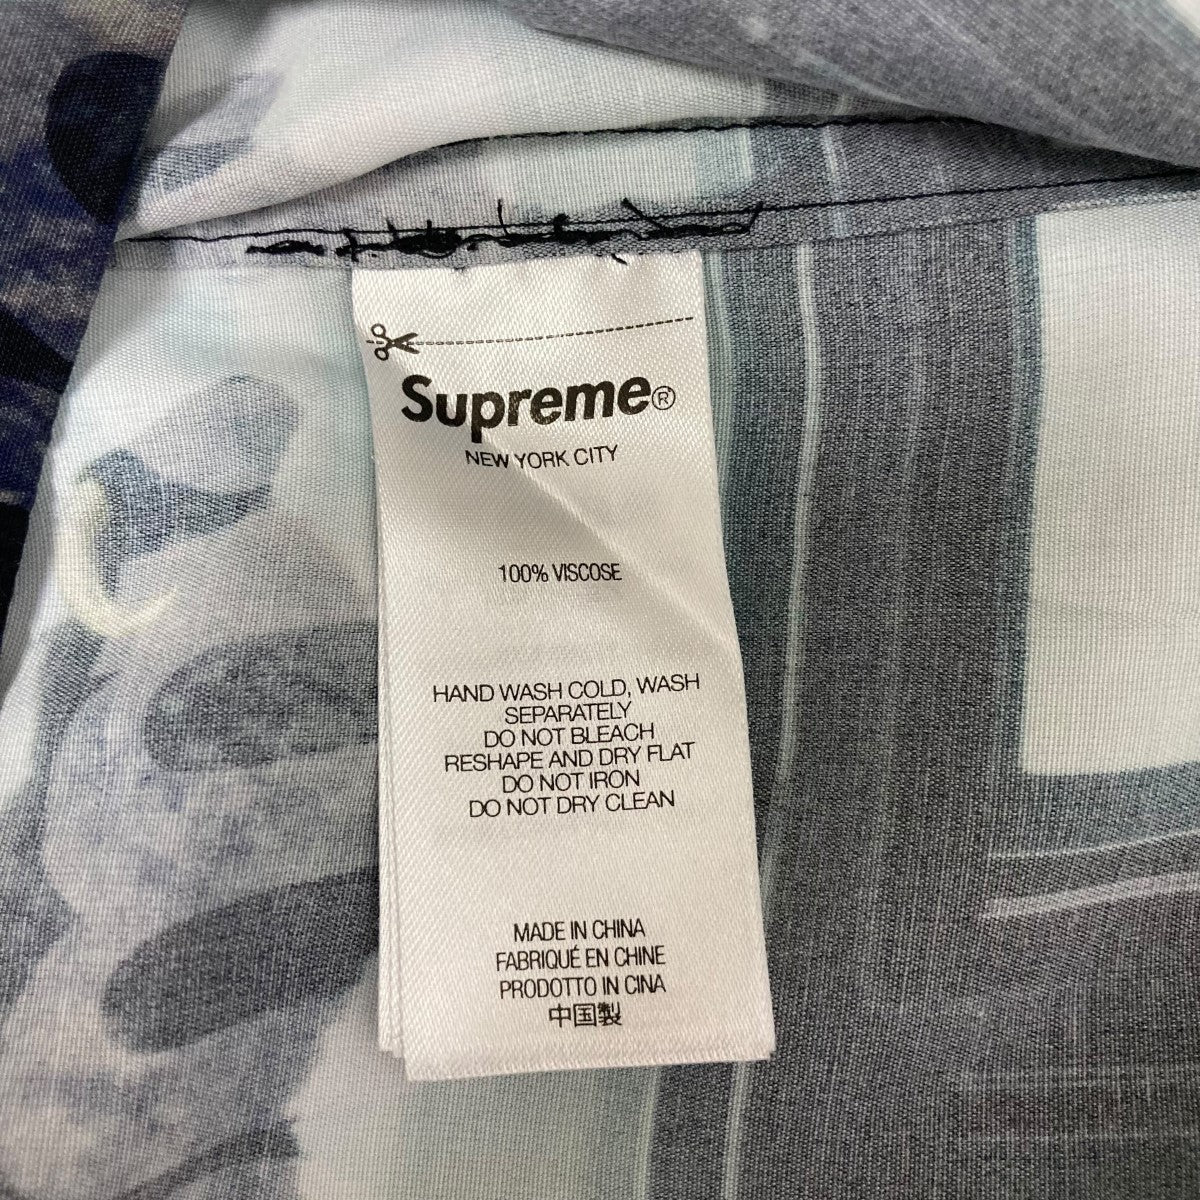 Supreme®
NEW YORK CITY
100% VISCOSE
HAND WASH COLD, WASH
SEPARATELY
DO NOT BLEACH
RESHAPE AND DRY FLAT
DO NOT IRON
DO NOT DRY CLEAN
MADE IN CHINA
FABRIQUÉ EN CHINE
PRODOTTO IN CINA
中国製